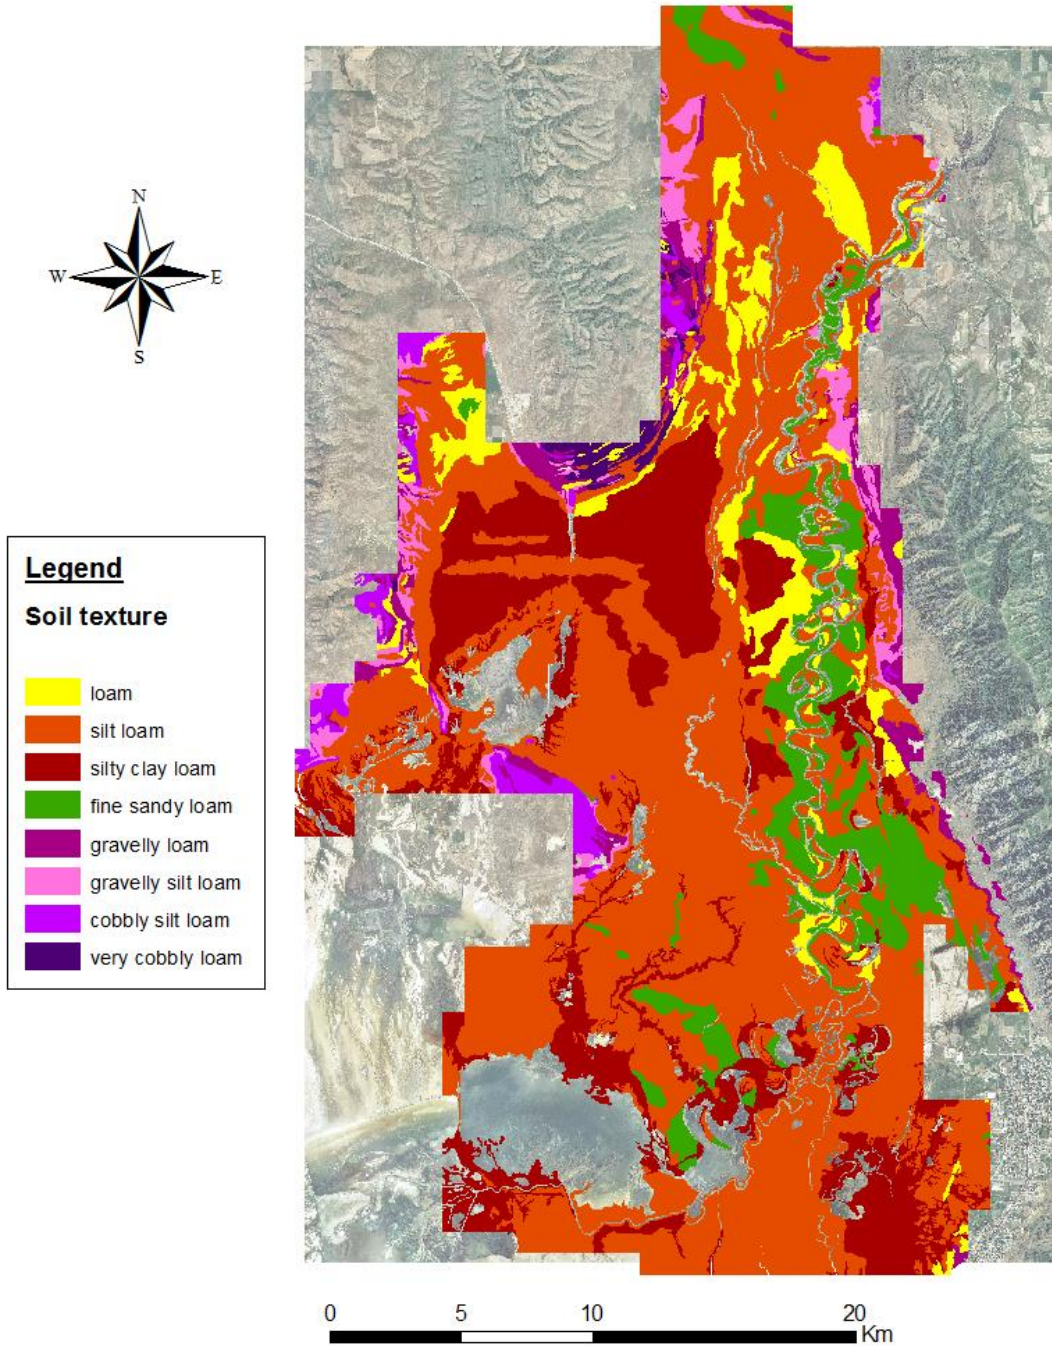 N
W
E
S
Legend
Soil texture
loam
silt loam
silty clay loam
fine sandy loam
gravelly loam
gravelly silt loam
cobbly silt loam
very cobbly loam
0 5 10 20
Km